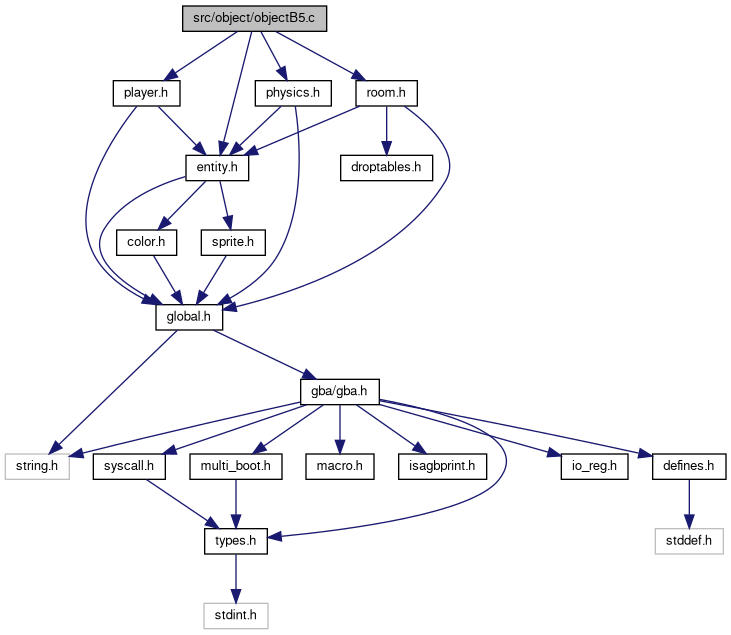 src/object/objectB5.c
player.h
physics.h
room.h
entity.h
droptables.h
color.h
sprite.h
global.h
gba/gba.h
string.h
syscall.h
multi_boot.h
macro.h
isagbprint.h
io_reg.h
defines.h
types.h
stddef.h
stdint.h